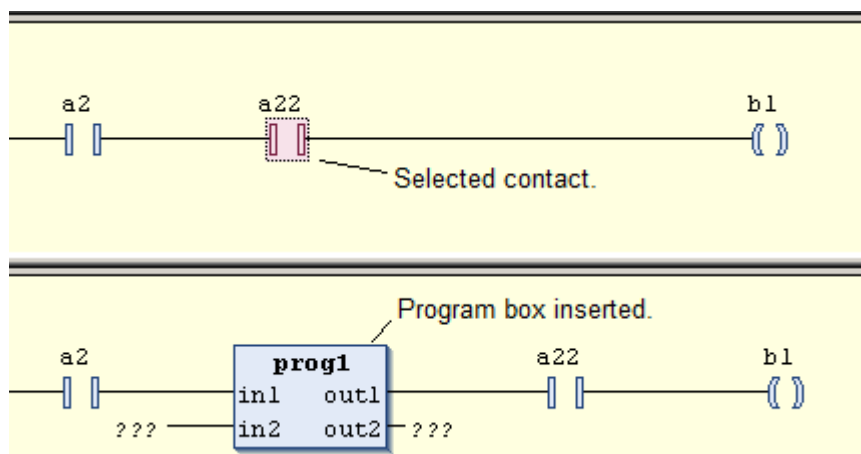 a2 a22 b1
Selected contact.
Program box inserted.
a2 prog1 a22 b1
in1 out1
??? in2 out2 ???